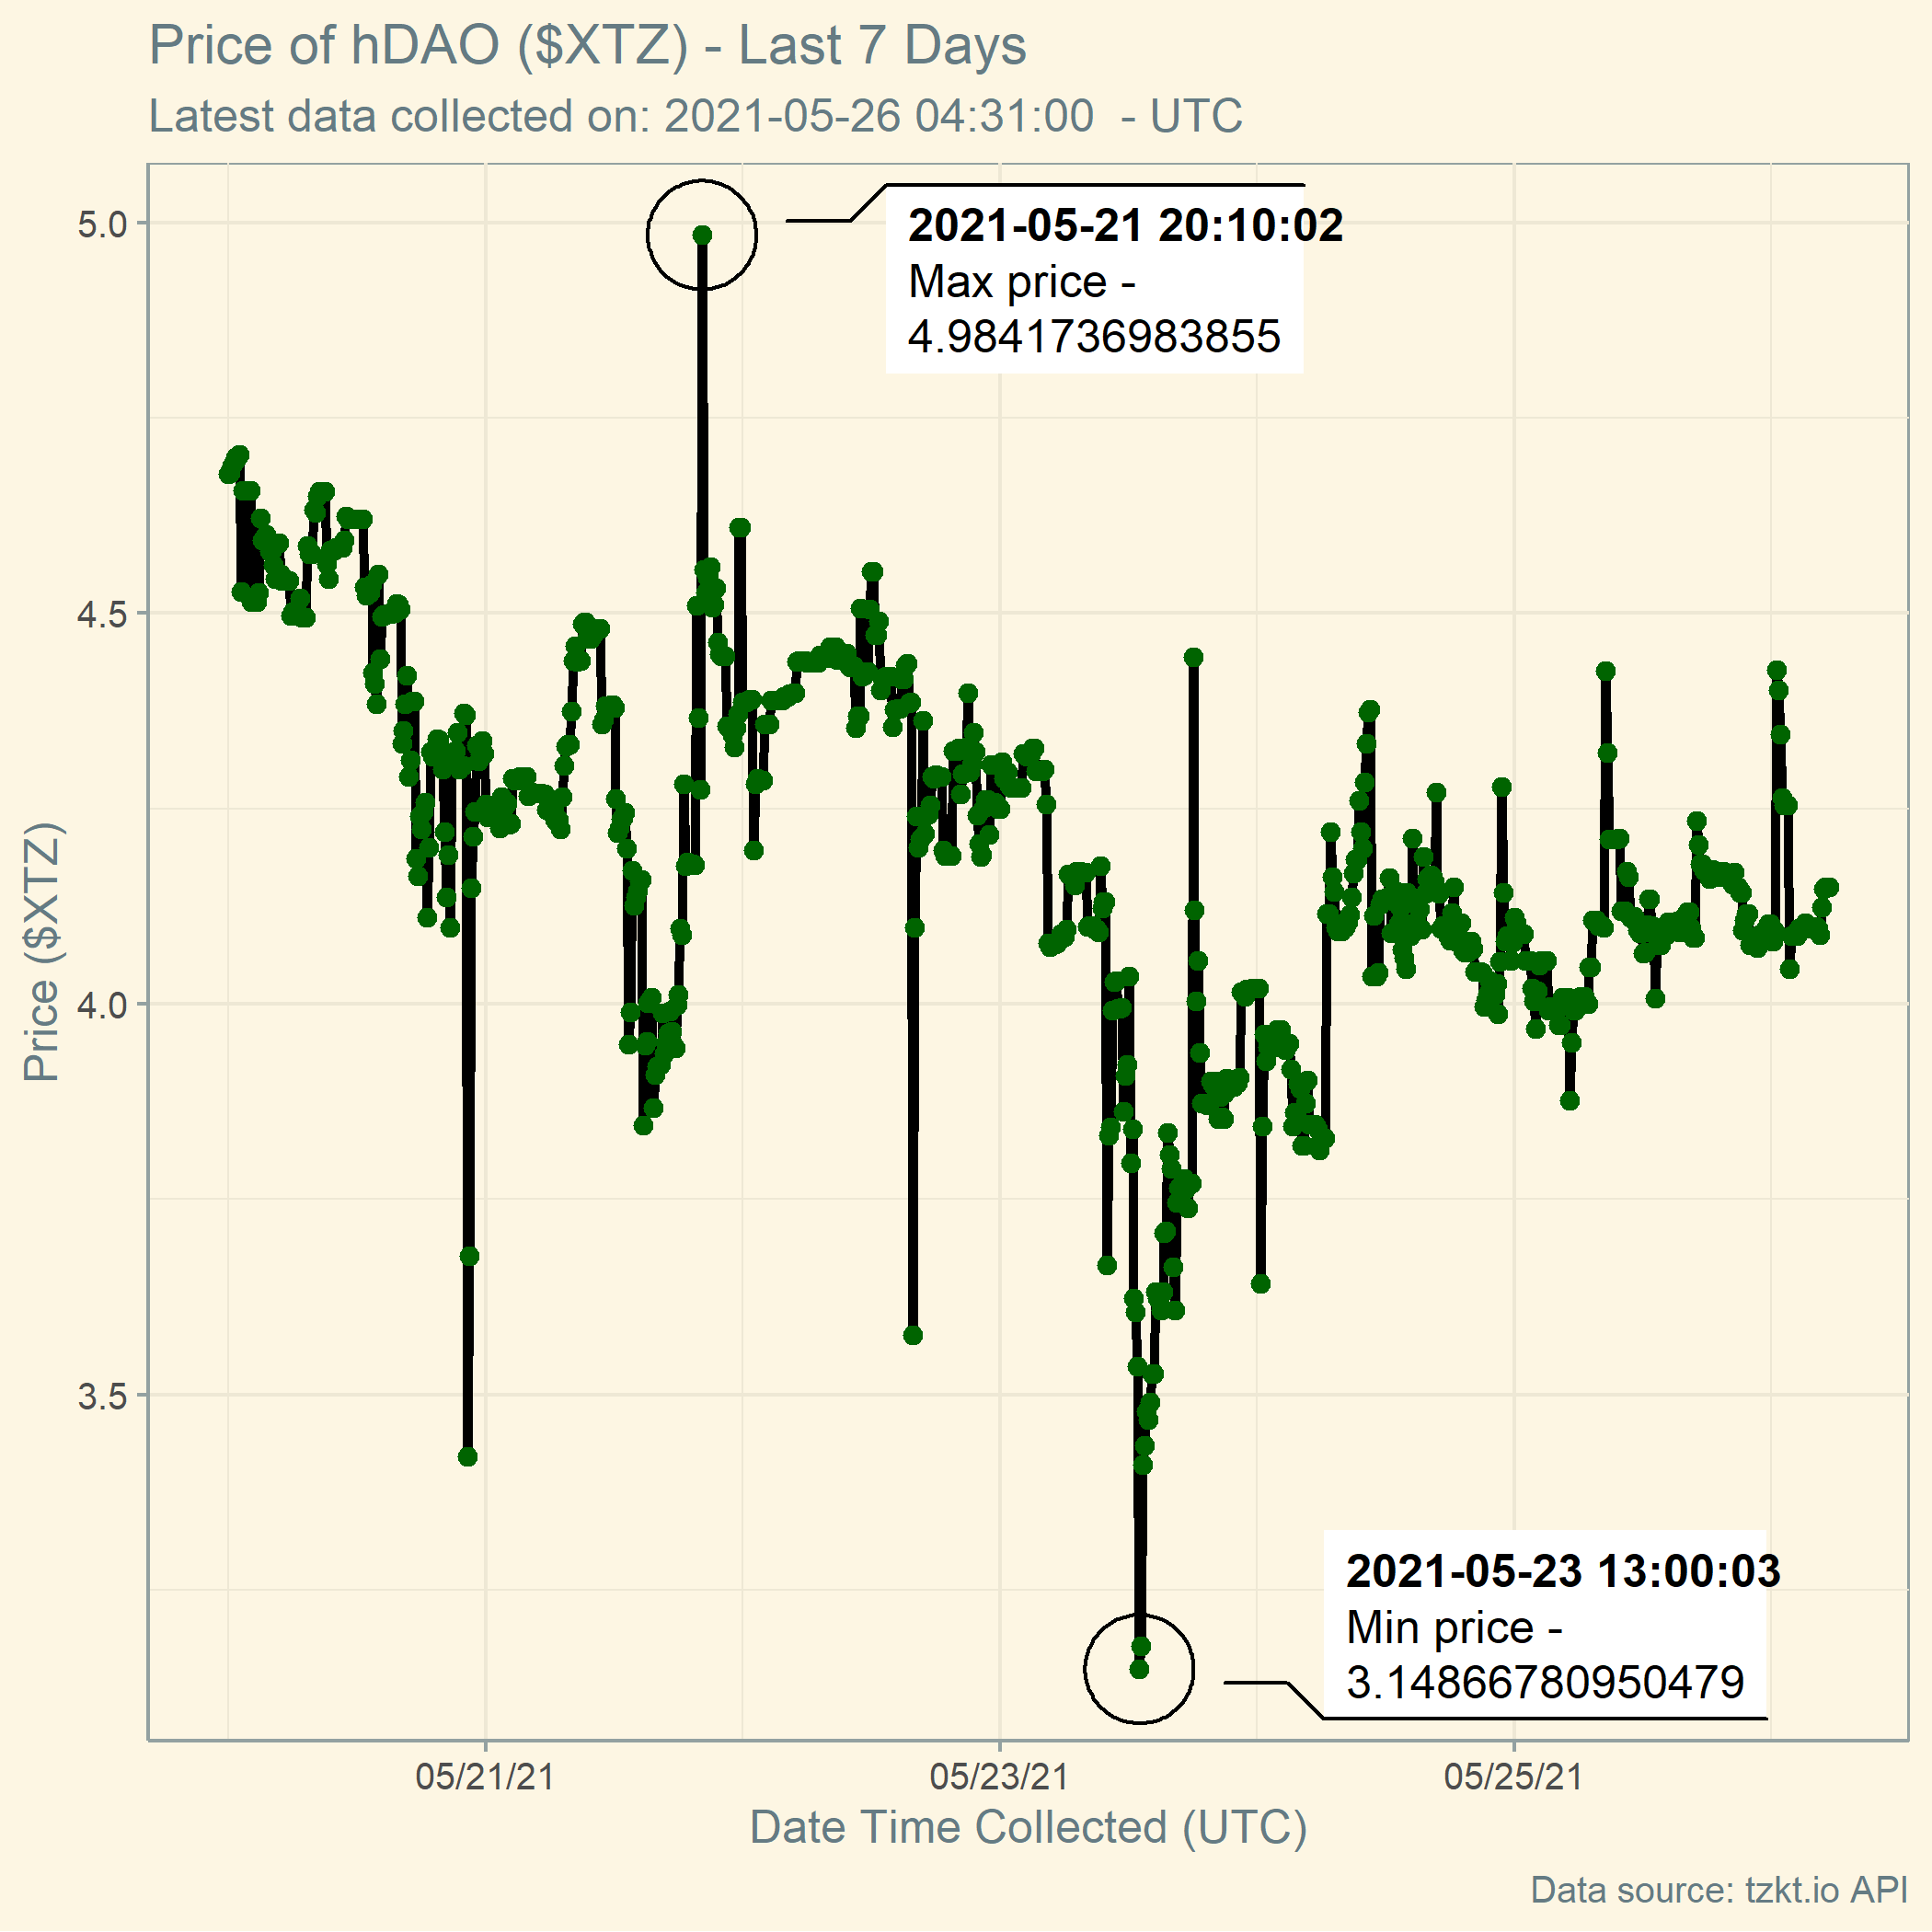 Price of hDAO ($XTZ) - Last 7 Days
Latest data collected on: 2021-05-26 04:31:00  - UTC
2021-05-21 20:10:02
Max price -
4.9841736983855
5.0
4.5
4.0
3.5
Price ($XTZ)
2021-05-23 13:00:03
Min price -
3.14866780950479
05/21/21
05/23/21
05/25/21
Date Time Collected (UTC)
Data source: tzkt.io API